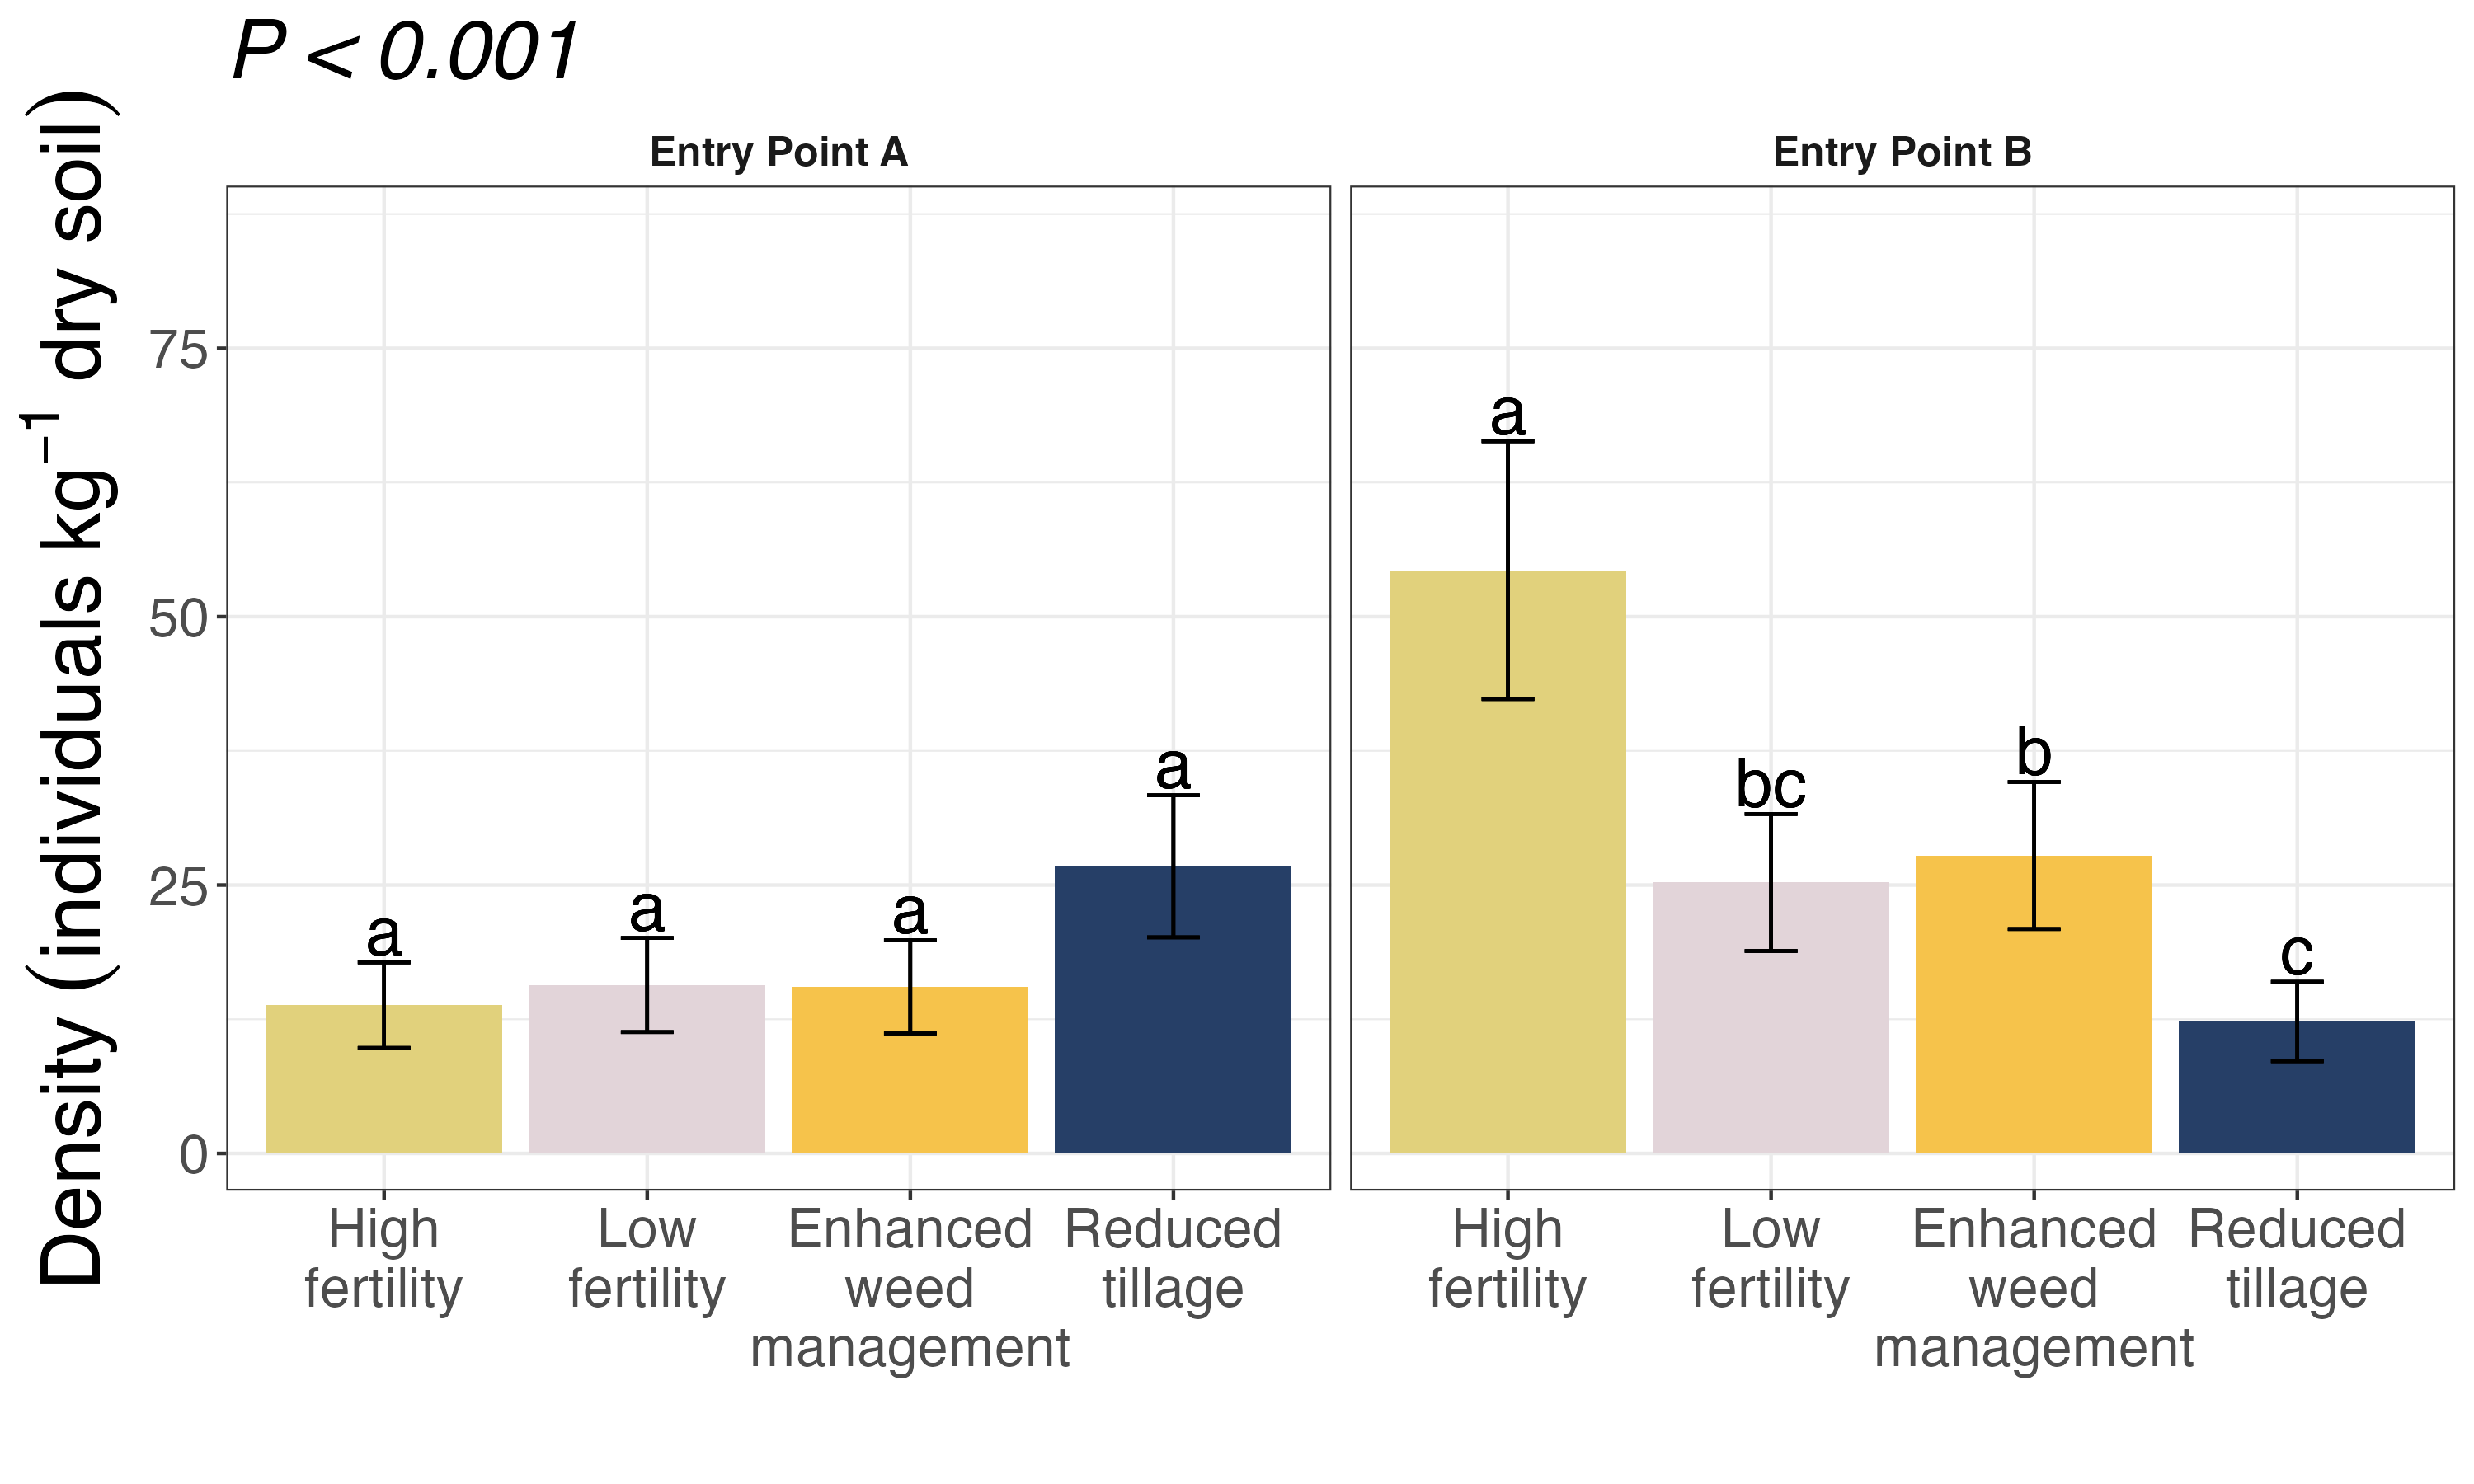 P < 0.001
Density (individuals kg⁻¹ dry soil)
Entry Point A
Entry Point B
75
50
25
0
a
a
a
a
a
bc
b
c
High
fertility
Low
fertility
Enhanced
weed
management
Reduced
tillage
High
fertility
Low
fertility
Enhanced
weed
management
Reduced
tillage